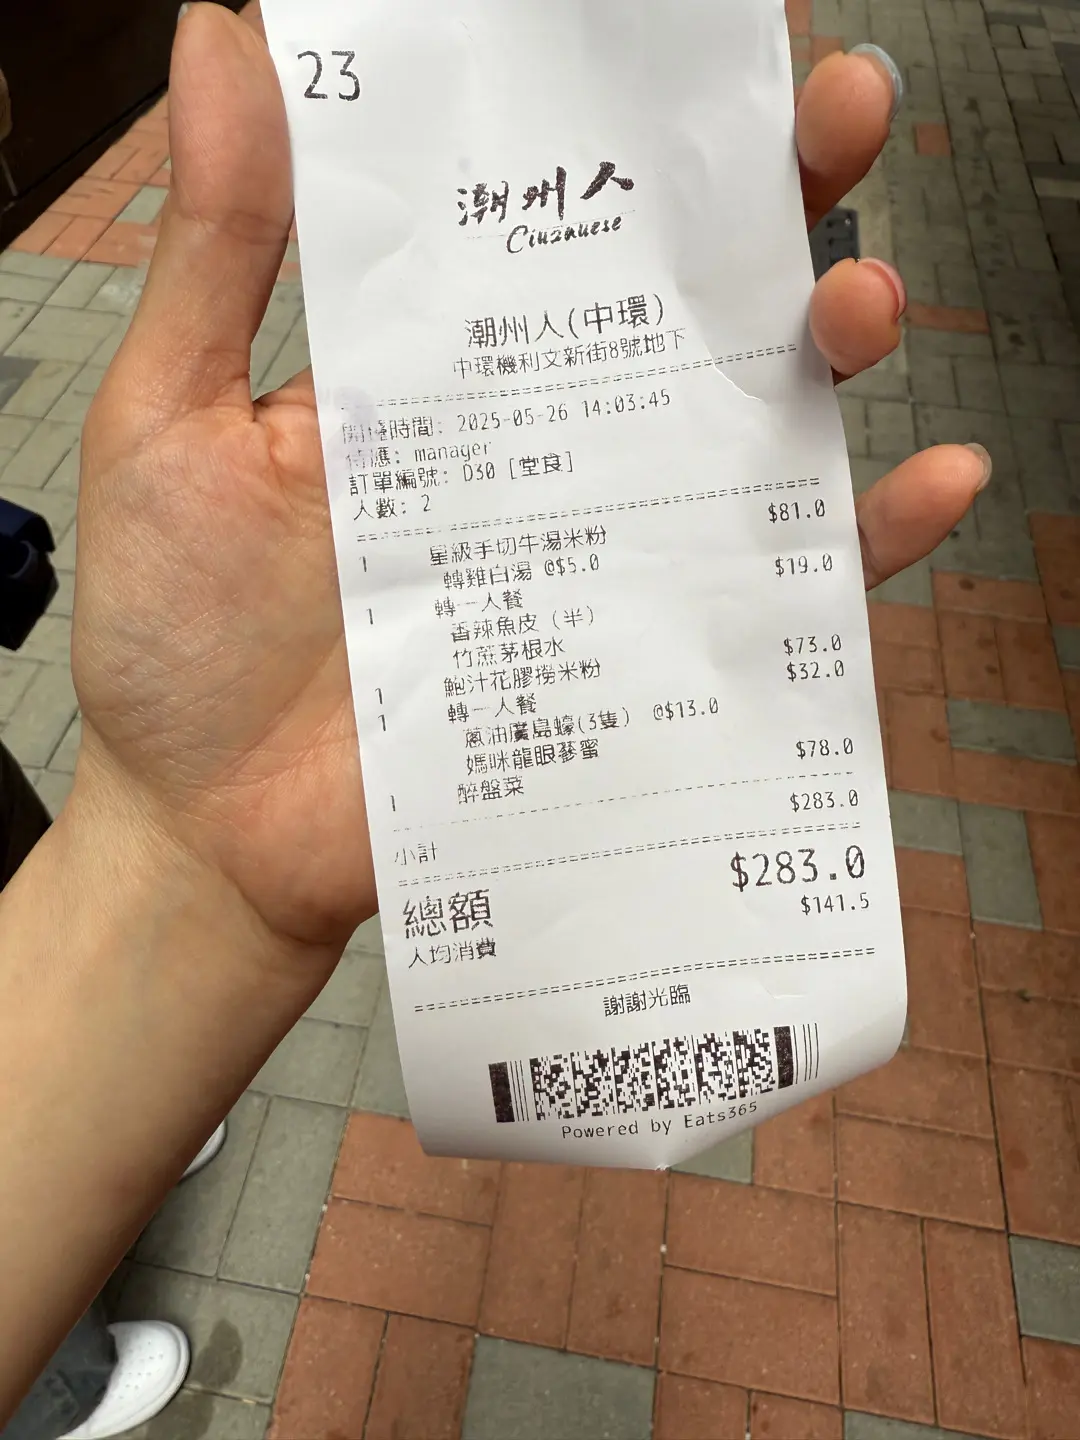 23
潮州人
Ciuzauese
潮州人(中環)
中環機利文新街8號地下
開檯時間: 2025-05-26 14:03:45
侍應: manager
訂單編號: D30 [堂食]
人數: 2
1 星級手切牛湯米粉 $81.0
轉雞白湯 @$5.0
1 轉一人餐 $19.0
香辣魚皮 (半)
竹蔗茅根水
1 鮑汁花膠撈米粉 $73.0
1 轉一人餐 $32.0
蔥油廣島蠔(3隻) @$13.0
媽咪龍眼蔘蜜
1 醉盤菜 $78.0
小計 $283.0
總額 $283.0
人均消費 $141.5
謝謝光臨
Powered by Eats365